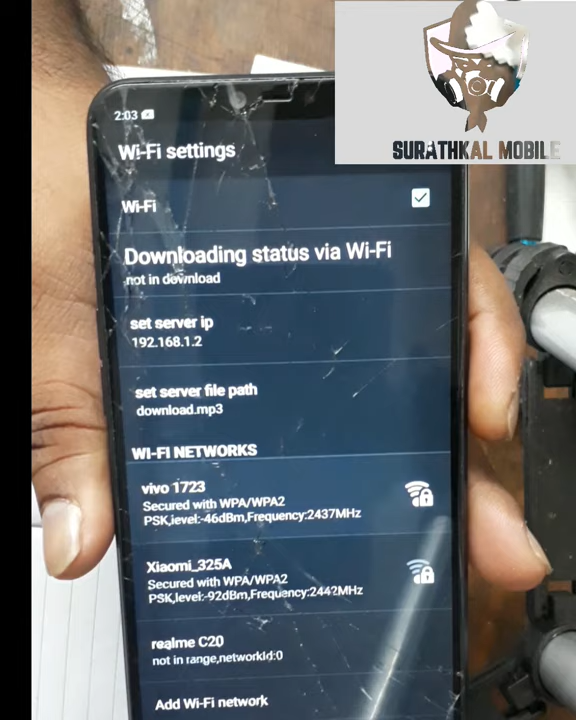 SURATHKAL MOBILE
2:03
Wi-Fi settings
Wi-Fi
Downloading status via Wi-Fi
not in download
set server ip
192.168.1.2
set server file path
download.mp3
WI-FI NETWORKS
vivo 1723
Secured with WPA/WPA2
PSK,level:-46dBm,Frequency:2437MHz
Xiaomi_325A
Secured with WPA/WPA2
PSK,level:-92dBm,Frequency:2442MHz
realme C20
not in range,networkId:0
Add Wi-Fi network